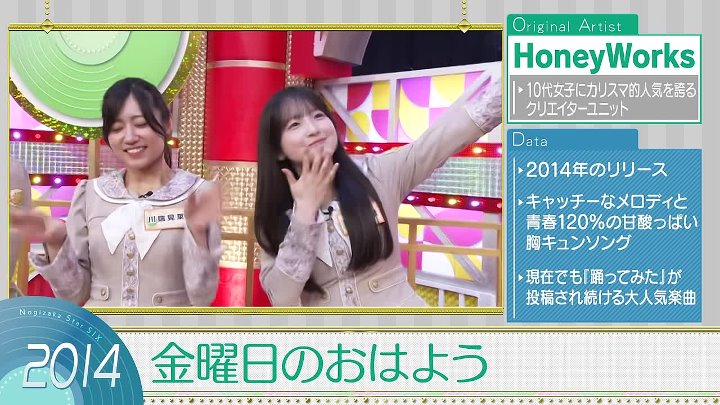 Original Artist
HoneyWorks
▶10代女子にカリスマ的人気を誇る
クリエイターユニット
Data
▶2014年のリリース
▶キャッチーなメロディと
青春120%の甘酸っぱい
胸キュンソング
▶現在でも『踊ってみた』が
投稿され続ける大人気楽曲
Nogizaka Star SIX
2014
金曜日のおはよう